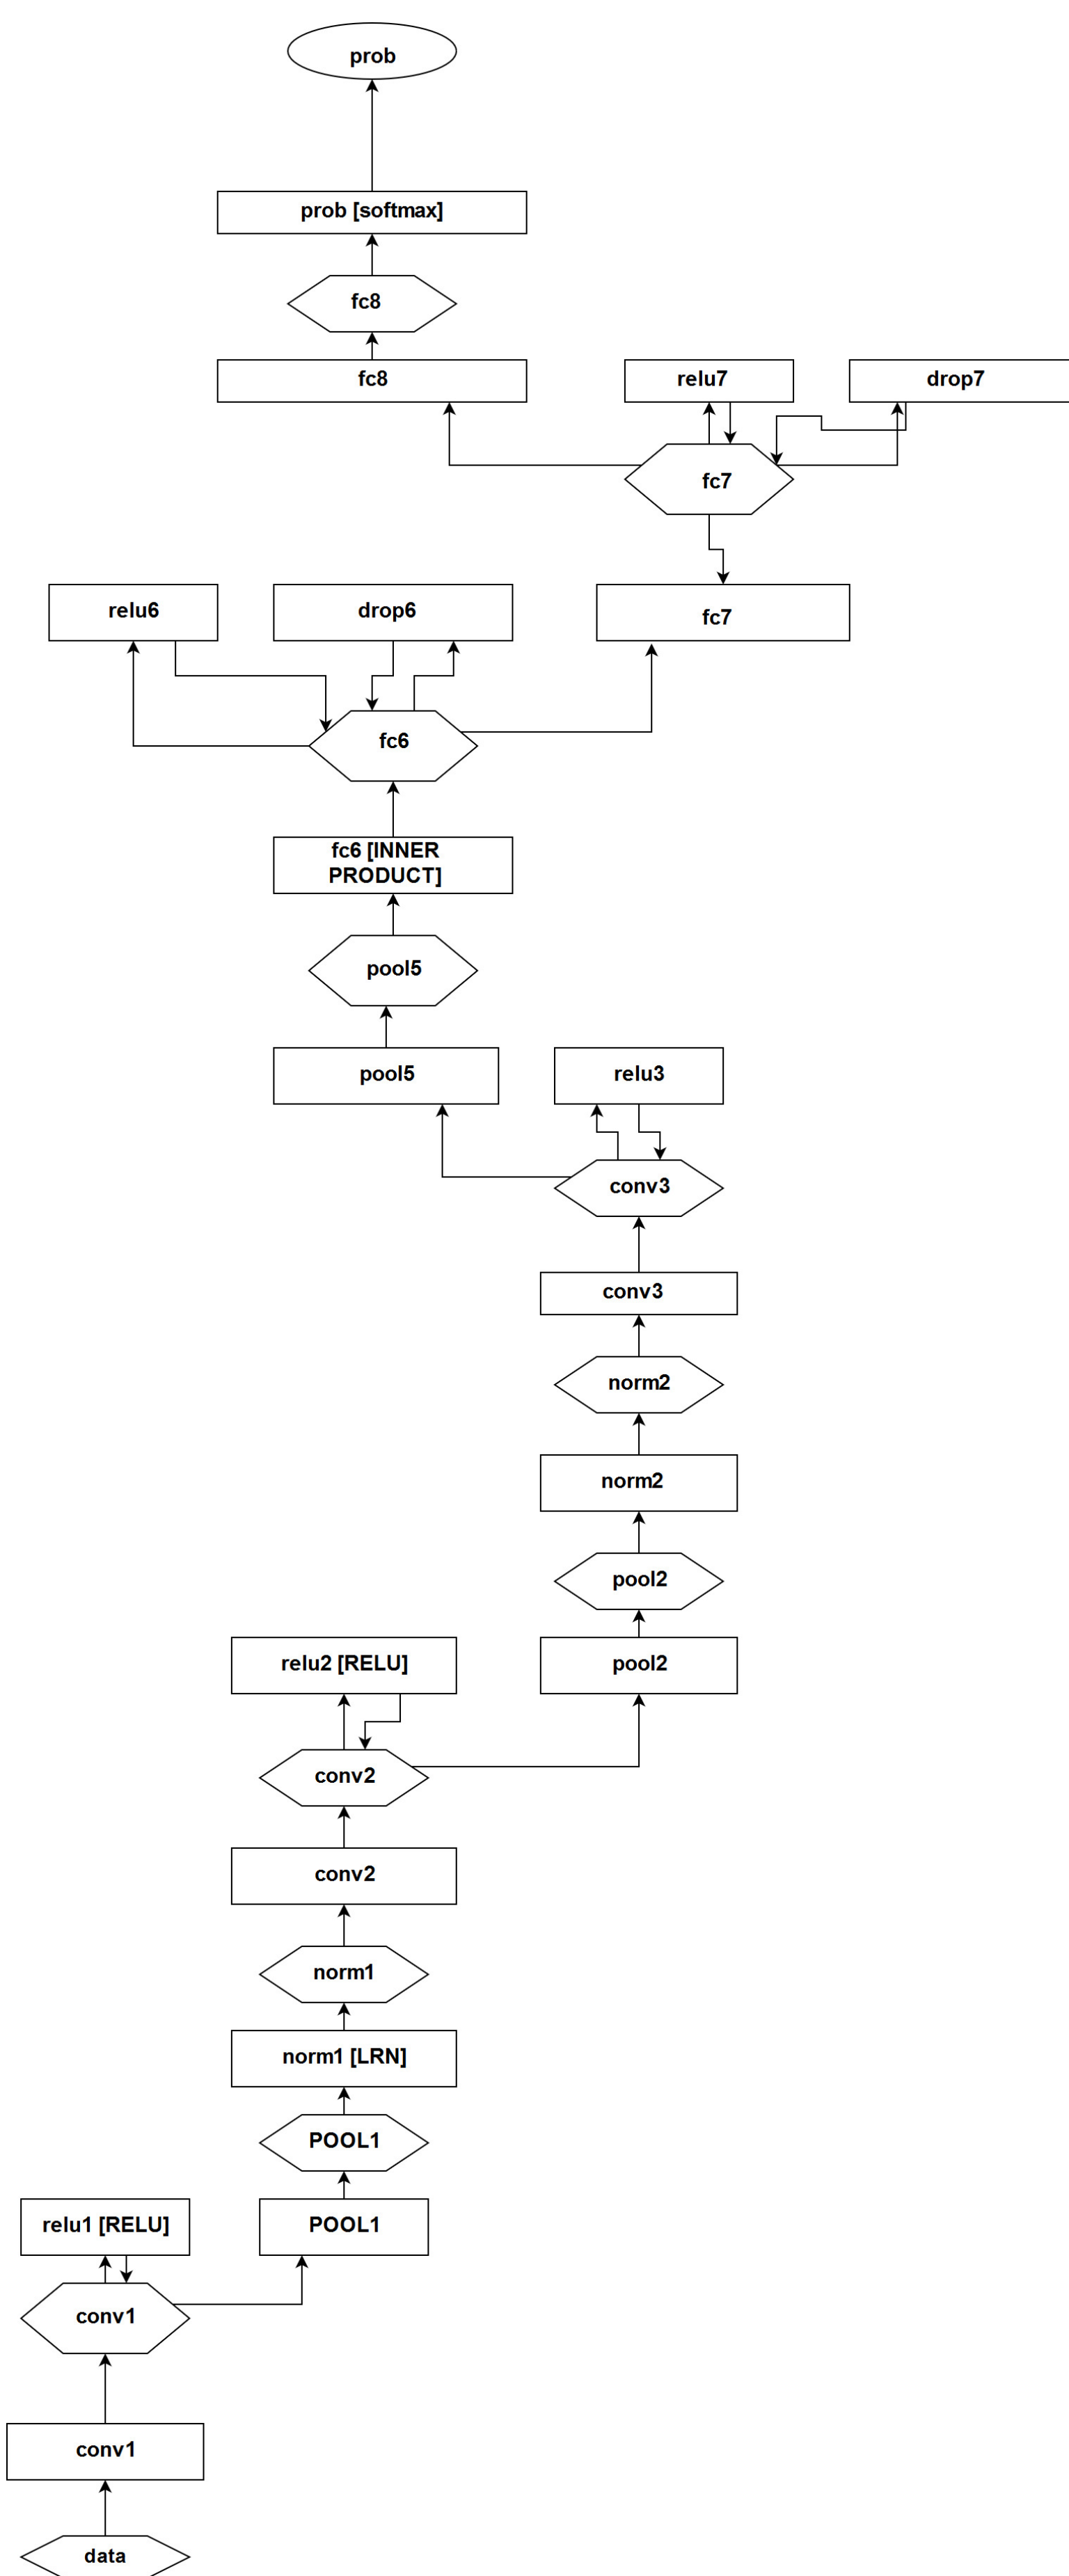 prob
prob [softmax]
fc8
fc8
relu7
drop7
fc7
relu6
drop6
fc7
fc6
fc6 [INNER
PRODUCT]
pool5
pool5
relu3
conv3
conv3
norm2
norm2
pool2
relu2 [RELU]
pool2
conv2
conv2
norm1
norm1 [LRN]
POOL1
relu1 [RELU]
POOL1
conv1
conv1
data